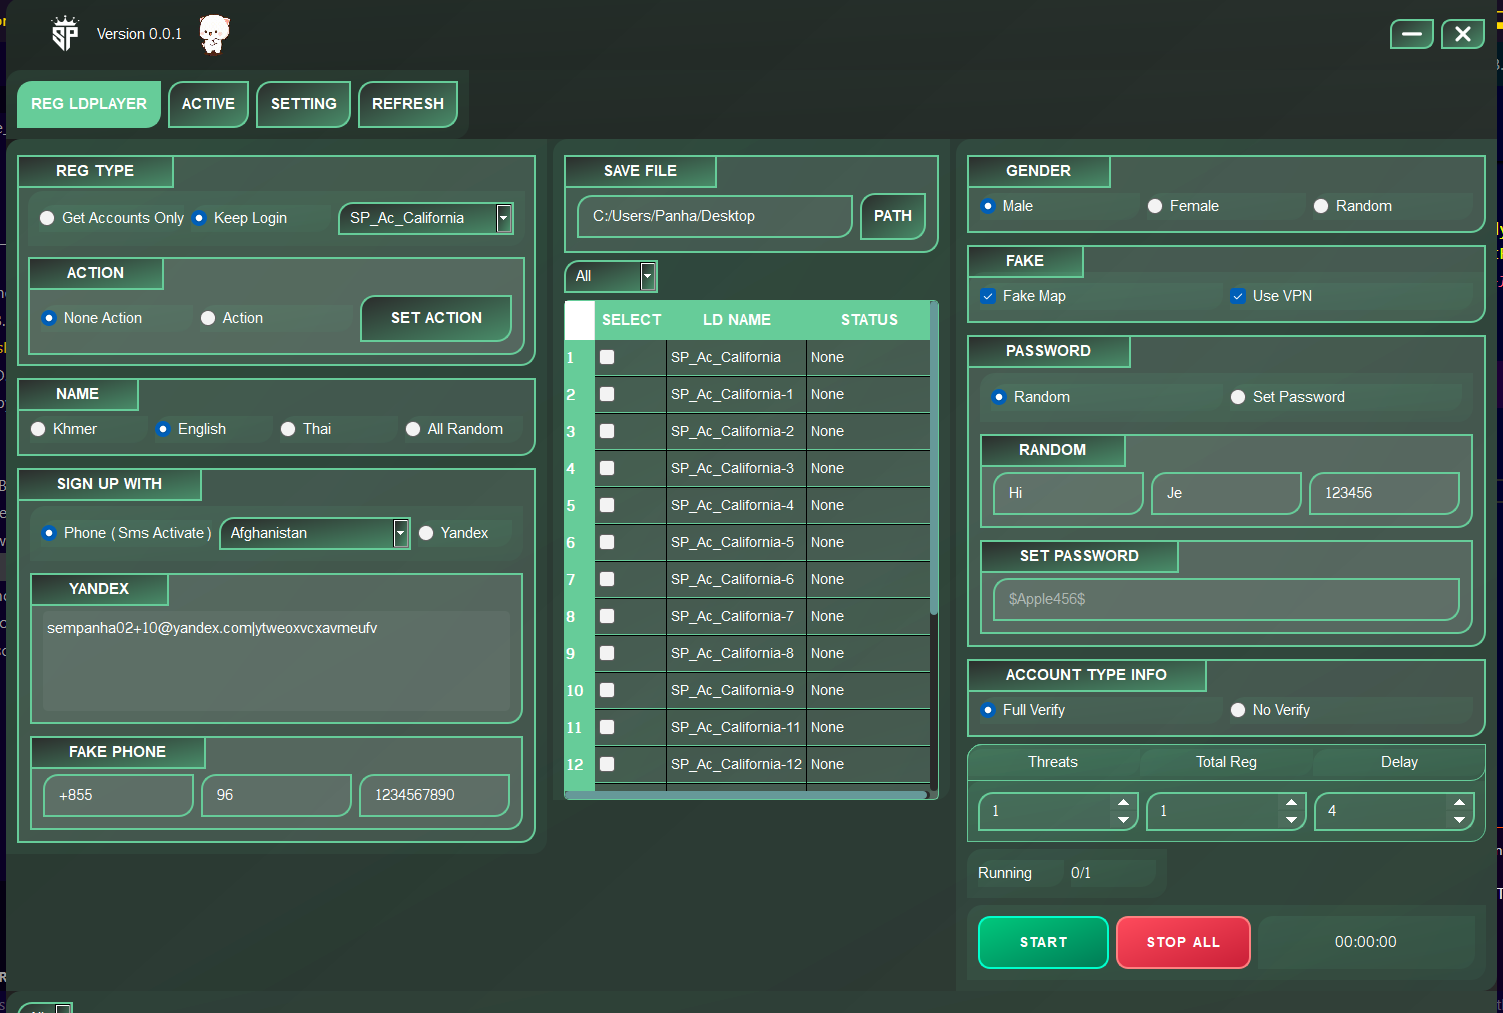 SP Version 0.0.1
REG LDPLAYER ACTIVE SETTING REFRESH
REG TYPE
Get Accounts Only Keep Login SP_Ac_California
ACTION
None Action Action SET ACTION
NAME
Khmer English Thai All Random
SIGN UP WITH
Phone ( Sms Activate ) Afghanistan Yandex
YANDEX
sempanha02+10@yandex.com|ytweoxvcxavmeufv
FAKE PHONE
+855 96 1234567890
SAVE FILE
C:/Users/Panha/Desktop PATH
All
SELECT LD NAME STATUS
1 SP_Ac_California None
2 SP_Ac_California-1 None
3 SP_Ac_California-2 None
4 SP_Ac_California-3 None
5 SP_Ac_California-4 None
6 SP_Ac_California-5 None
7 SP_Ac_California-6 None
8 SP_Ac_California-7 None
9 SP_Ac_California-8 None
10 SP_Ac_California-9 None
11 SP_Ac_California-11 None
12 SP_Ac_California-12 None
GENDER
Male Female Random
FAKE
Fake Map Use VPN
PASSWORD
Random Set Password
RANDOM
Hi Je 123456
SET PASSWORD
$Apple456$
ACCOUNT TYPE INFO
Full Verify No Verify
Threats Total Reg Delay
1 1 4
Running 0/1
START STOP ALL 00:00:00